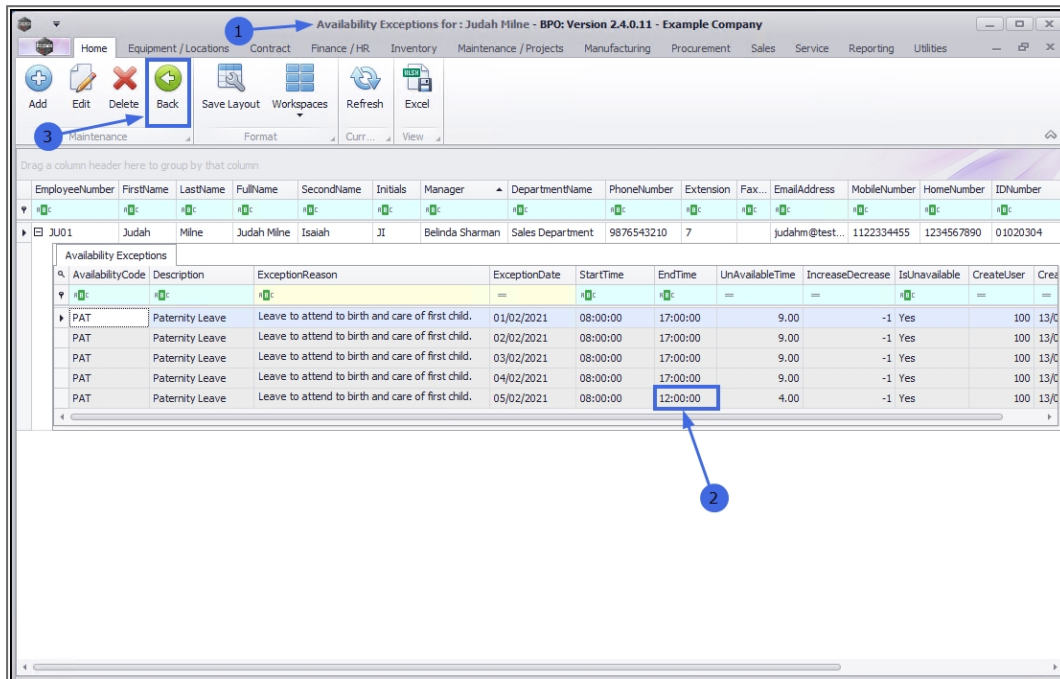 Availability Exceptions for : Judah Milne - BPO: Version 2.4.0.11 - Example Company
1
Home Equipment / Locations Contract Finance / HR Inventory Maintenance / Projects Manufacturing Procurement Sales Service Reporting Utilities
Add Edit Delete Back Save Layout Workspaces Refresh Excel
3
Maintenance Format Curr... View
Drag a column header here to group by that column
EmployeeNumber FirstName LastName FullName SecondName Initials Manager DepartmentName PhoneNumber Extension Fax... EmailAddress MobileNumber HomeNumber IDNumber
JU01 Judah Milne Judah Milne Isaiah JI Belinda Sharman Sales Department 9876543210 7 judahm@test... 1122334455 1234567890 01020304
Availability Exceptions
AvailabilityCode Description ExceptionReason ExceptionDate StartTime EndTime UnAvailableTime IncreaseDecrease IsUnavailable CreateUser Crea
= = = = =
PAT Paternity Leave Leave to attend to birth and care of first child. 01/02/2021 08:00:00 17:00:00 9.00 -1 Yes 100 13/0
PAT Paternity Leave Leave to attend to birth and care of first child. 02/02/2021 08:00:00 17:00:00 9.00 -1 Yes 100 13/0
PAT Paternity Leave Leave to attend to birth and care of first child. 03/02/2021 08:00:00 17:00:00 9.00 -1 Yes 100 13/0
PAT Paternity Leave Leave to attend to birth and care of first child. 04/02/2021 08:00:00 17:00:00 9.00 -1 Yes 100 13/0
PAT Paternity Leave Leave to attend to birth and care of first child. 05/02/2021 08:00:00 12:00:00 4.00 -1 Yes 100 13/0
2